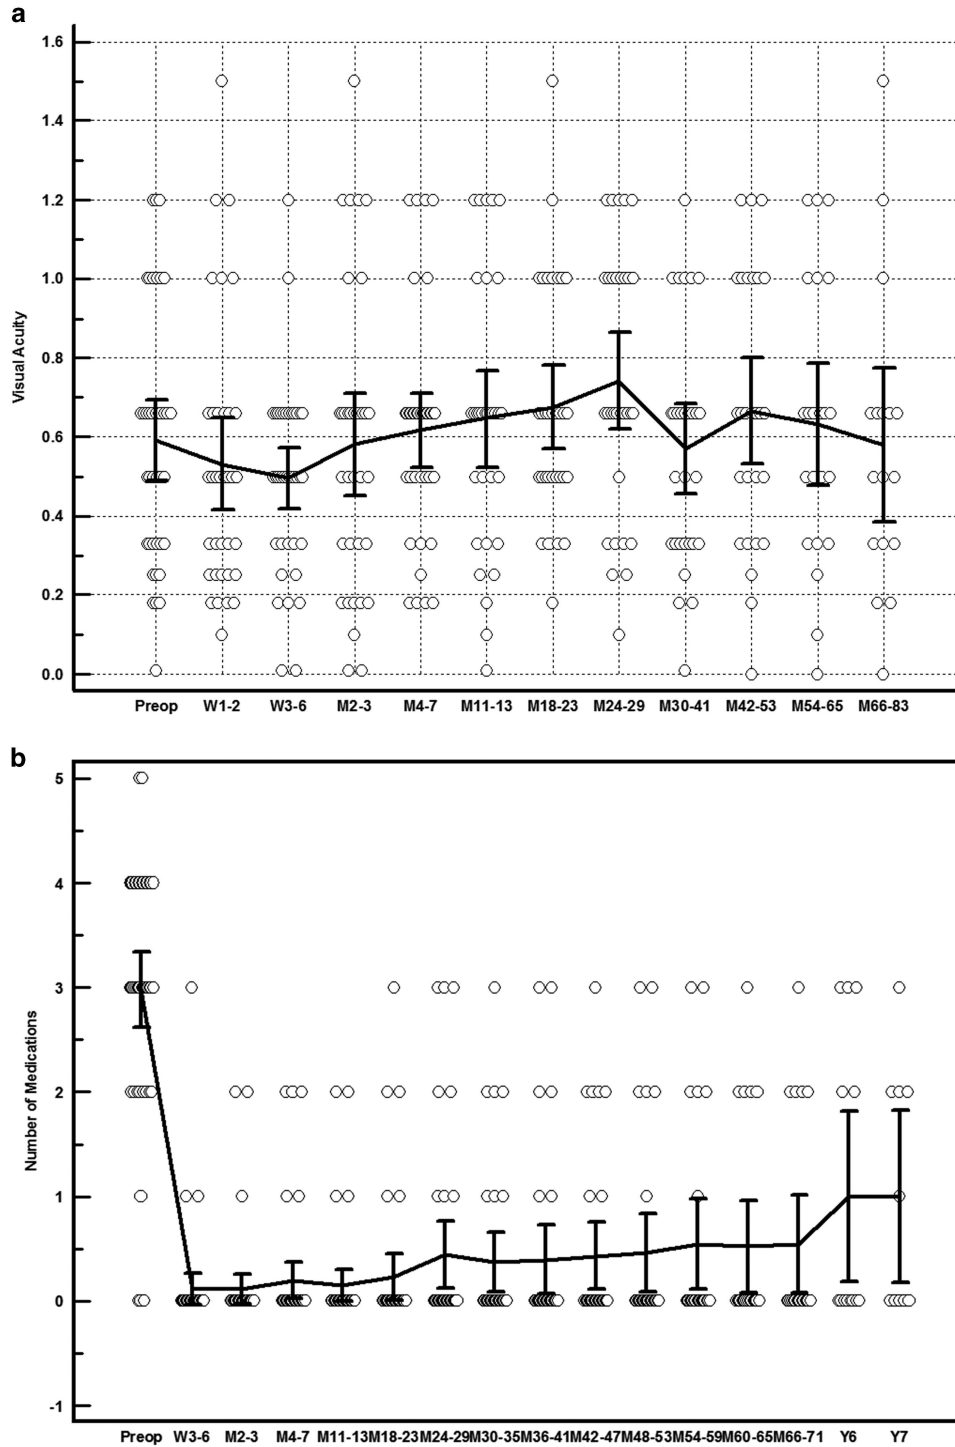 a
1.6
1.4
1.2
1.0
0.8
0.6
0.4
0.2
0.0
Visual Acuity
Preop W1-2 W3-6 M2-3 M4-7 M11-13 M18-23 M24-29 M30-41 M42-53 M54-65 M66-83
b
5
4
3
2
1
0
-1
Number of Medications
Preop W3-6 M2-3 M4-7 M11-13 M18-23 M24-29 M30-35 M36-41 M42-47 M48-53 M54-59 M60-65 M66-71 Y6 Y7